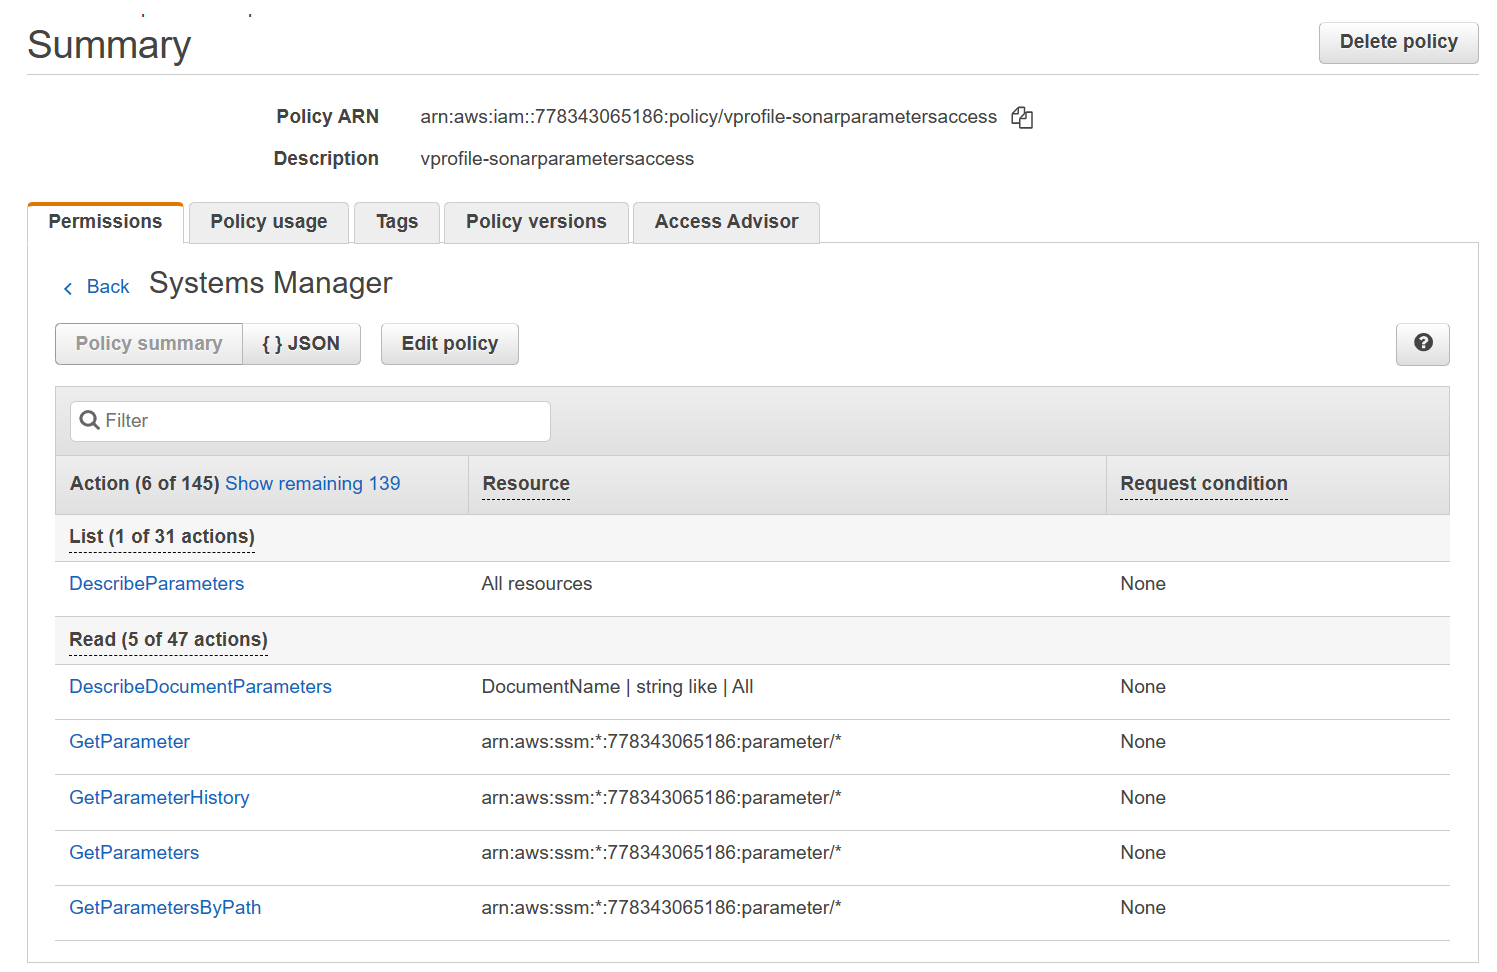 Summary
Delete policy
Policy ARN arn:aws:iam::778343065186:policy/vprofile-sonarparametersaccess
Description vprofile-sonarparametersaccess
Permissions Policy usage Tags Policy versions Access Advisor
Back Systems Manager
Policy summary { } JSON Edit policy
Filter
Action (6 of 145) Show remaining 139 Resource Request condition
List (1 of 31 actions)
DescribeParameters All resources None
Read (5 of 47 actions)
DescribeDocumentParameters DocumentName | string like | All None
GetParameter arn:aws:ssm:*:778343065186:parameter/* None
GetParameterHistory arn:aws:ssm:*:778343065186:parameter/* None
GetParameters arn:aws:ssm:*:778343065186:parameter/* None
GetParametersByPath arn:aws:ssm:*:778343065186:parameter/* None